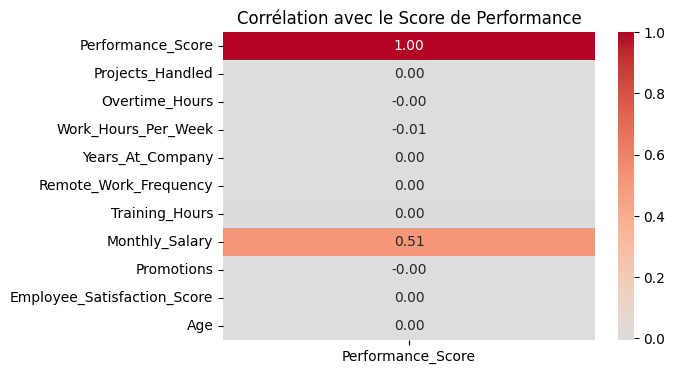 Corrélation avec le Score de Performance
Performance_Score 1.00
Projects_Handled 0.00
Overtime_Hours -0.00
Work_Hours_Per_Week -0.01
Years_At_Company 0.00
Remote_Work_Frequency 0.00
Training_Hours 0.00
Monthly_Salary 0.51
Promotions -0.00
Employee_Satisfaction_Score 0.00
Age 0.00
Performance_Score
1.0
0.8
0.6
0.4
0.2
0.0